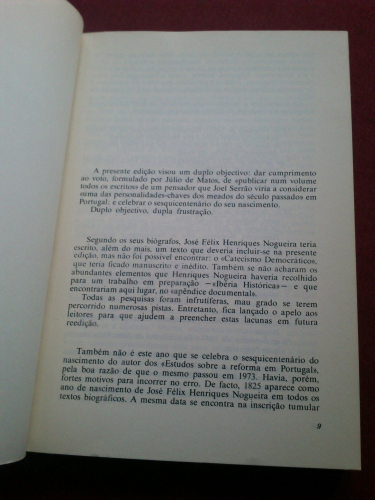 A presente edição visou um duplo objectivo: dar cumprimento
ao voto, formulado por Júlio de Matos, de «publicar num volume
todos os escritos» de um pensador que Joel Serrão viria a considerar
numa das personalidades-chaves dos meados do século passados em
Portugal; e celebrar o sesquicentenário do seu nascimento.
Duplo objectivo, dupla frustração.
Segundo os seus biógrafos, José Félix Henriques Nogueira teria
escrito, além do mais, um texto que deveria incluir-se na presente
edição, mas não foi possível encontrar: o «Catecismo Democrático»,
que teria ficado manuscrito e inédito. Também se não acharam os
abundantes elementos que Henriques Nogueira haveria recolhido
para um trabalho em preparação —«Ibéria Histórica»— e que
encontrariam aqui lugar, no «apêndice documental».
Todas as pesquisas foram infrutíferas, mau grado se terem
percorrido numerosas pistas. Entretanto, fica lançado o apelo aos
leitores para que ajudem a preencher estas lacunas em futura
reedição.
Também não é este ano que se celebra o sesquicentenário do
nascimento do autor dos «Estudos sobre a reforma em Portugal»,
pela boa razão de que o mesmo passou em 1973. Havia, porém,
fortes motivos para incorrer no erro. De facto, 1825 aparece como
ano de nascimento de José Félix Henriques Nogueira em todos os
textos biográficos. A mesma data se encontra na inscrição tumular
9